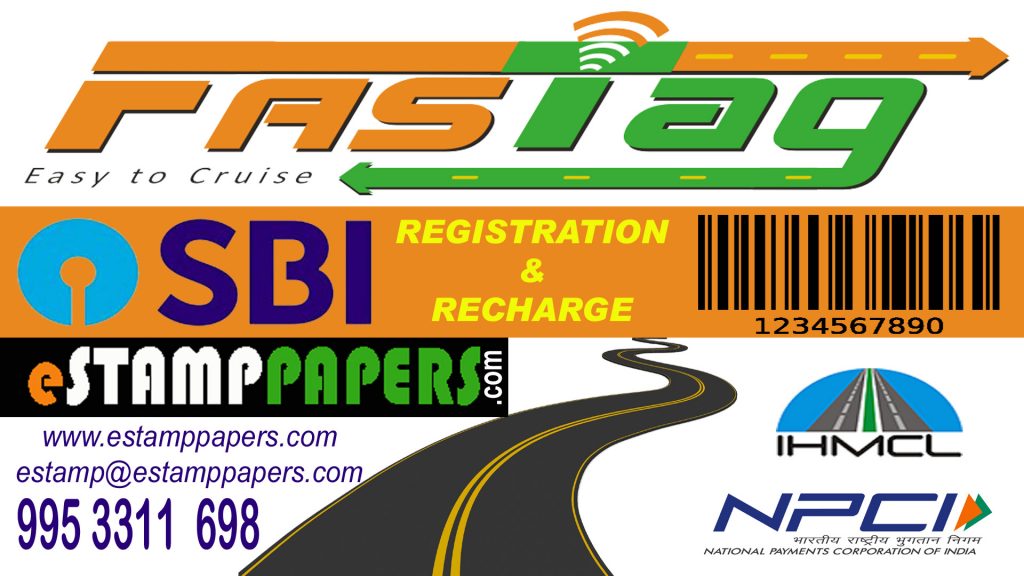 FASTag
Easy to Cruise
SBI
REGISTRATION
&
RECHARGE
1234567890
eSTAMPPAPERS.com
www.estamppapers.com
estamp@estamppapers.com
995 3311 698
IHMCL
NPCI
भारतीय राष्ट्रीय भुगतान निगम
NATIONAL PAYMENTS CORPORATION OF INDIA